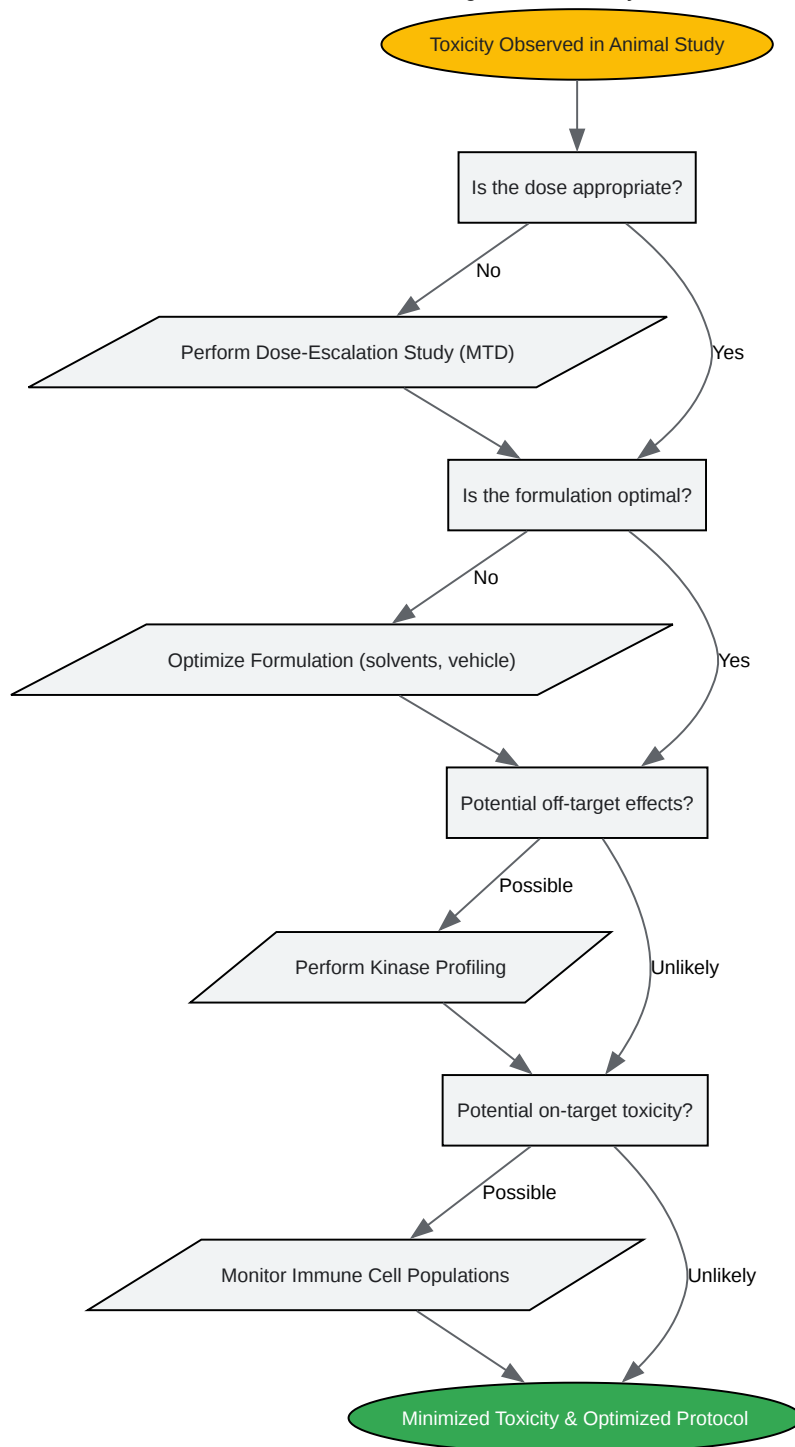 Toxicity Observed in Animal Study
Is the dose appropriate?
No
Perform Dose-Escalation Study (MTD)
Yes
Is the formulation optimal?
No
Optimize Formulation (solvents, vehicle)
Yes
Potential off-target effects?
Possible
Perform Kinase Profiling
Unlikely
Potential on-target toxicity?
Possible
Monitor Immune Cell Populations
Unlikely
Minimized Toxicity & Optimized Protocol